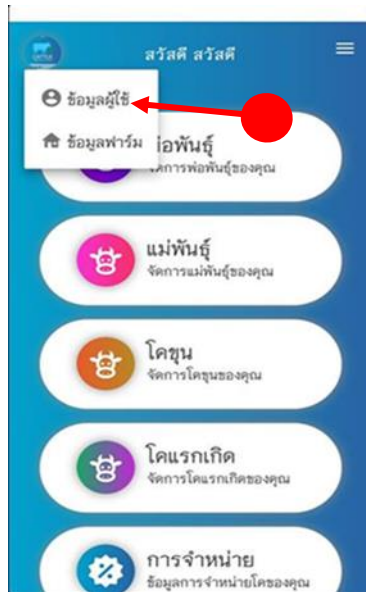 สวัสดี สวัสดี
ข้อมูลผู้ใช้
ข้อมูลฟาร์ม
พ่อพันธุ์
จัดการพ่อพันธุ์ของคุณ
แม่พันธุ์
จัดการแม่พันธุ์ของคุณ
โคขุน
จัดการโคขุนของคุณ
โคแรกเกิด
จัดการโคแรกเกิดของคุณ
การจำหน่าย
ข้อมูลการจำหน่ายโคของคุณ